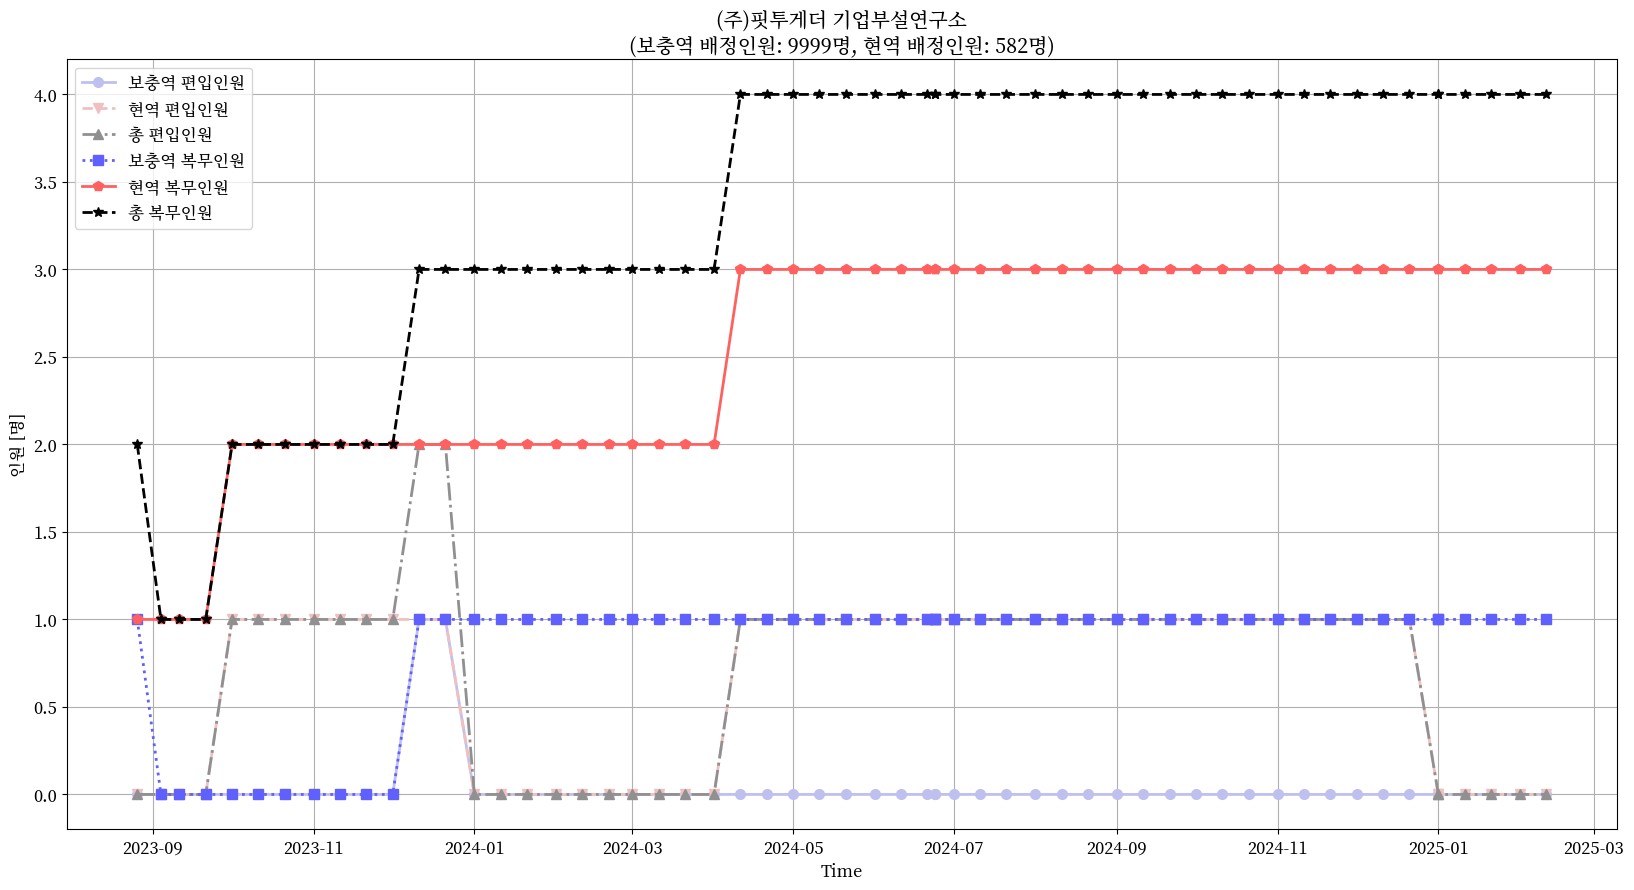 (주)핏투게더 기업부설연구소
(보충역 배정인원: 9999명, 현역 배정인원: 582명)
보충역 편입인원
현역 편입인원
총 편입인원
보충역 복무인원
현역 복무인원
총 복무인원
4.0
3.5
3.0
2.5
2.0
1.5
1.0
0.5
0.0
인원 [명]
2023-09 2023-11 2024-01 2024-03 2024-05 2024-07 2024-09 2024-11 2025-01 2025-03
Time